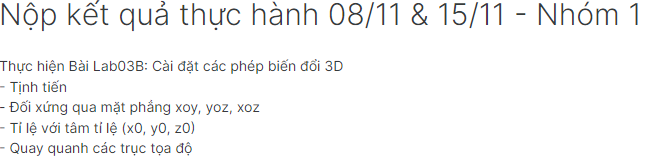 Nộp kết quả thực hành 08/11 & 15/11 - Nhóm 1
Thực hiện Bài Lab03B: Cài đặt các phép biến đổi 3D
- Tịnh tiến
- Đối xứng qua mặt phẳng xoy, yoz, xoz
- Tỉ lệ với tâm tỉ lệ (x0, y0, z0)
- Quay quanh các trục tọa độ